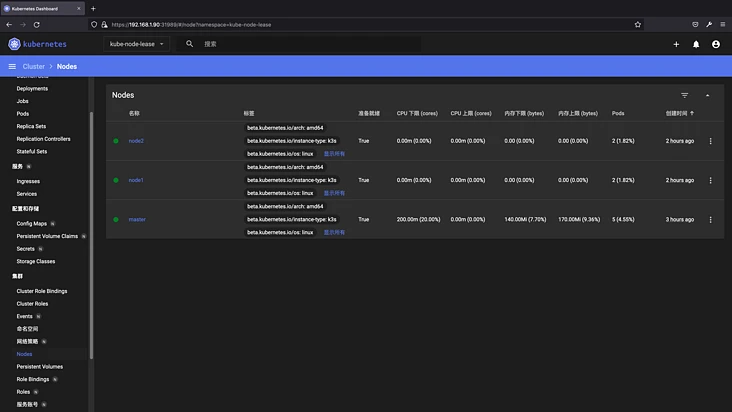 Kubernetes Dashboard
https://192.168.1.90:31989/#/node?namespace=kube-node-lease
kubernetes
kube-node-lease
搜索
Cluster > Nodes
Deployments
Jobs
Pods
Replica Sets
Replication Controllers
Stateful Sets
服务 N
Ingresses
Services
配置和存储
Config Maps N
Persistent Volume Claims N
Secrets N
Storage Classes
集群
Cluster Role Bindings
Cluster Roles
Events N
命名空间
网络策略 N
Nodes
Persistent Volumes
Role Bindings N
Roles N
服务账号 N
Nodes
名称 标签 准备就绪 CPU 下限 (cores) CPU 上限 (cores) 内存下限 (bytes) 内存上限 (bytes) Pods 创建时间
beta.kubernetes.io/arch: amd64
node2 beta.kubernetes.io/instance-type: k3s True 0.00m (0.00%) 0.00m (0.00%) 0.00 (0.00%) 0.00 (0.00%) 2 (1.82%) 2 hours ago
beta.kubernetes.io/os: linux 显示所有
beta.kubernetes.io/arch: amd64
node1 beta.kubernetes.io/instance-type: k3s True 0.00m (0.00%) 0.00m (0.00%) 0.00 (0.00%) 0.00 (0.00%) 2 (1.82%) 2 hours ago
beta.kubernetes.io/os: linux 显示所有
beta.kubernetes.io/arch: amd64
master beta.kubernetes.io/instance-type: k3s True 200.00m (20.00%) 0.00m (0.00%) 140.00Mi (7.70%) 170.00Mi (9.36%) 5 (4.55%) 3 hours ago
beta.kubernetes.io/os: linux 显示所有